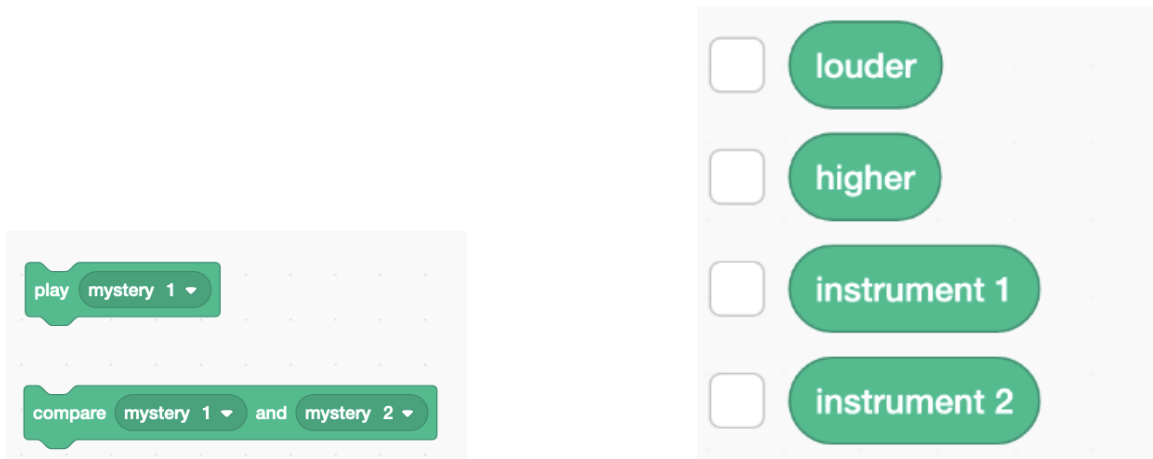 play mystery 1
compare mystery 1 and mystery 2
louder
higher
instrument 1
instrument 2